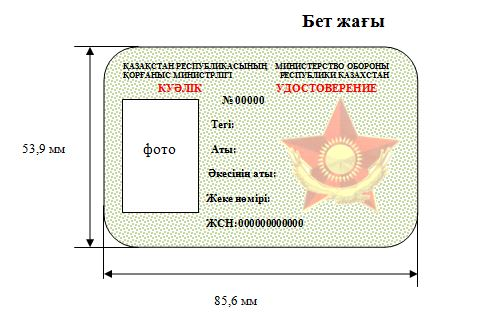 Бет жағы
ҚАЗАҚСТАН РЕСПУБЛИКАСЫНЫҢ
ҚОРҒАНЫС МИНИСТРЛІГІ
МИНИСТЕРСТВО ОБОРОНЫ
РЕСПУБЛИКИ КАЗАХСТАН
КУӘЛІК
УДОСТОВЕРЕНИЕ
№ 00000
Тегі:
фото
Аты:
Әкесінің аты:
Жеке нөмірі:
ЖСН:000000000000
53,9 мм
85,6 мм